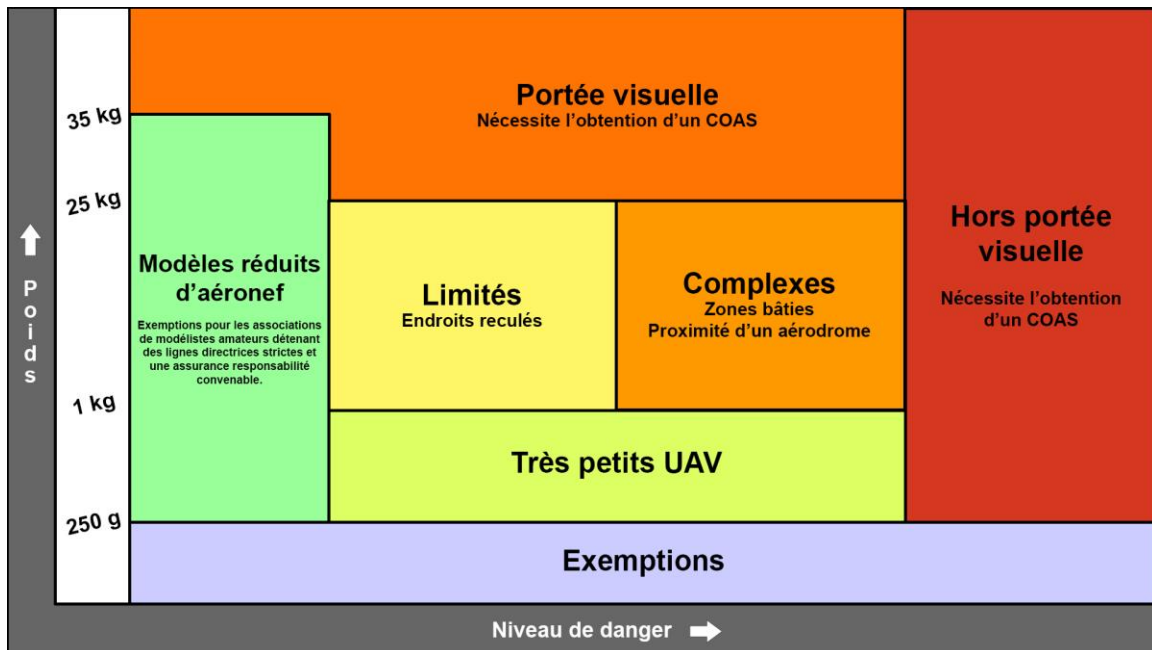 Portée visuelle
Nécessite l'obtention d'un COAS
35 kg
25 kg
1 kg
250 g
Poids
Modèles réduits
d'aéronef
Exemptions pour les associations
de modélistes amateurs détenant
des lignes directrices strictes et
une assurance responsabilité
convenable.
Limités
Endroits reculés
Complexes
Zones bâties
Proximité d'un aérodrome
Hors portée
visuelle
Nécessite l'obtention
d'un COAS
Très petits UAV
Exemptions
Niveau de danger